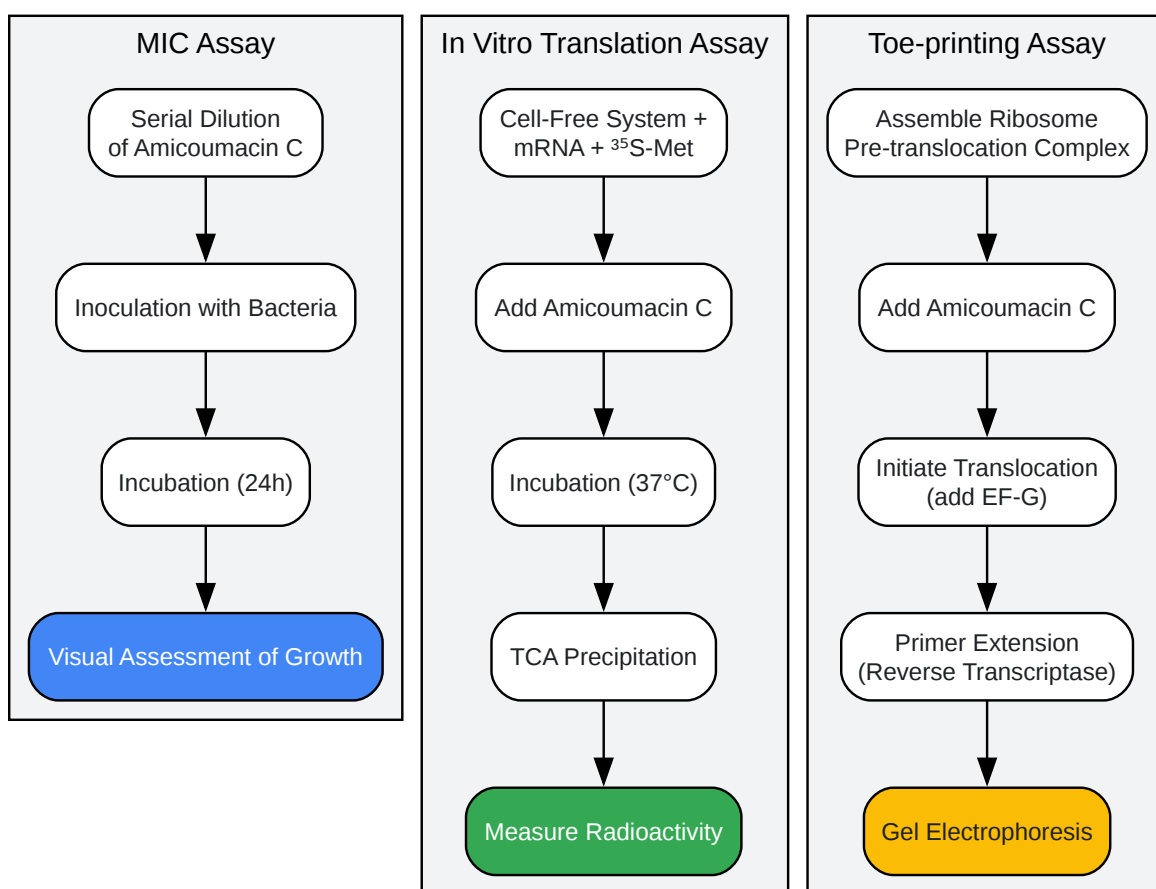 MIC Assay
Serial Dilution
of Amicoumacin C
Inoculation with Bacteria
Incubation (24h)
Visual Assessment of Growth
In Vitro Translation Assay
Cell-Free System +
mRNA + ³⁵S-Met
Add Amicoumacin C
Incubation (37°C)
TCA Precipitation
Measure Radioactivity
Toe-printing Assay
Assemble Ribosome
Pre-translocation Complex
Add Amicoumacin C
Initiate Translocation
(add EF-G)
Primer Extension
(Reverse Transcriptase)
Gel Electrophoresis